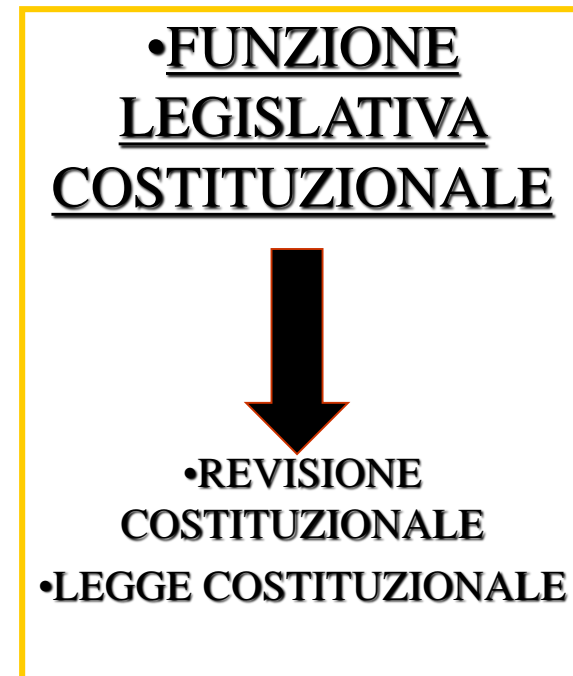 •FUNZIONE
LEGISLATIVA
COSTITUZIONALE
•REVISIONE
COSTITUZIONALE
•LEGGE COSTITUZIONALE